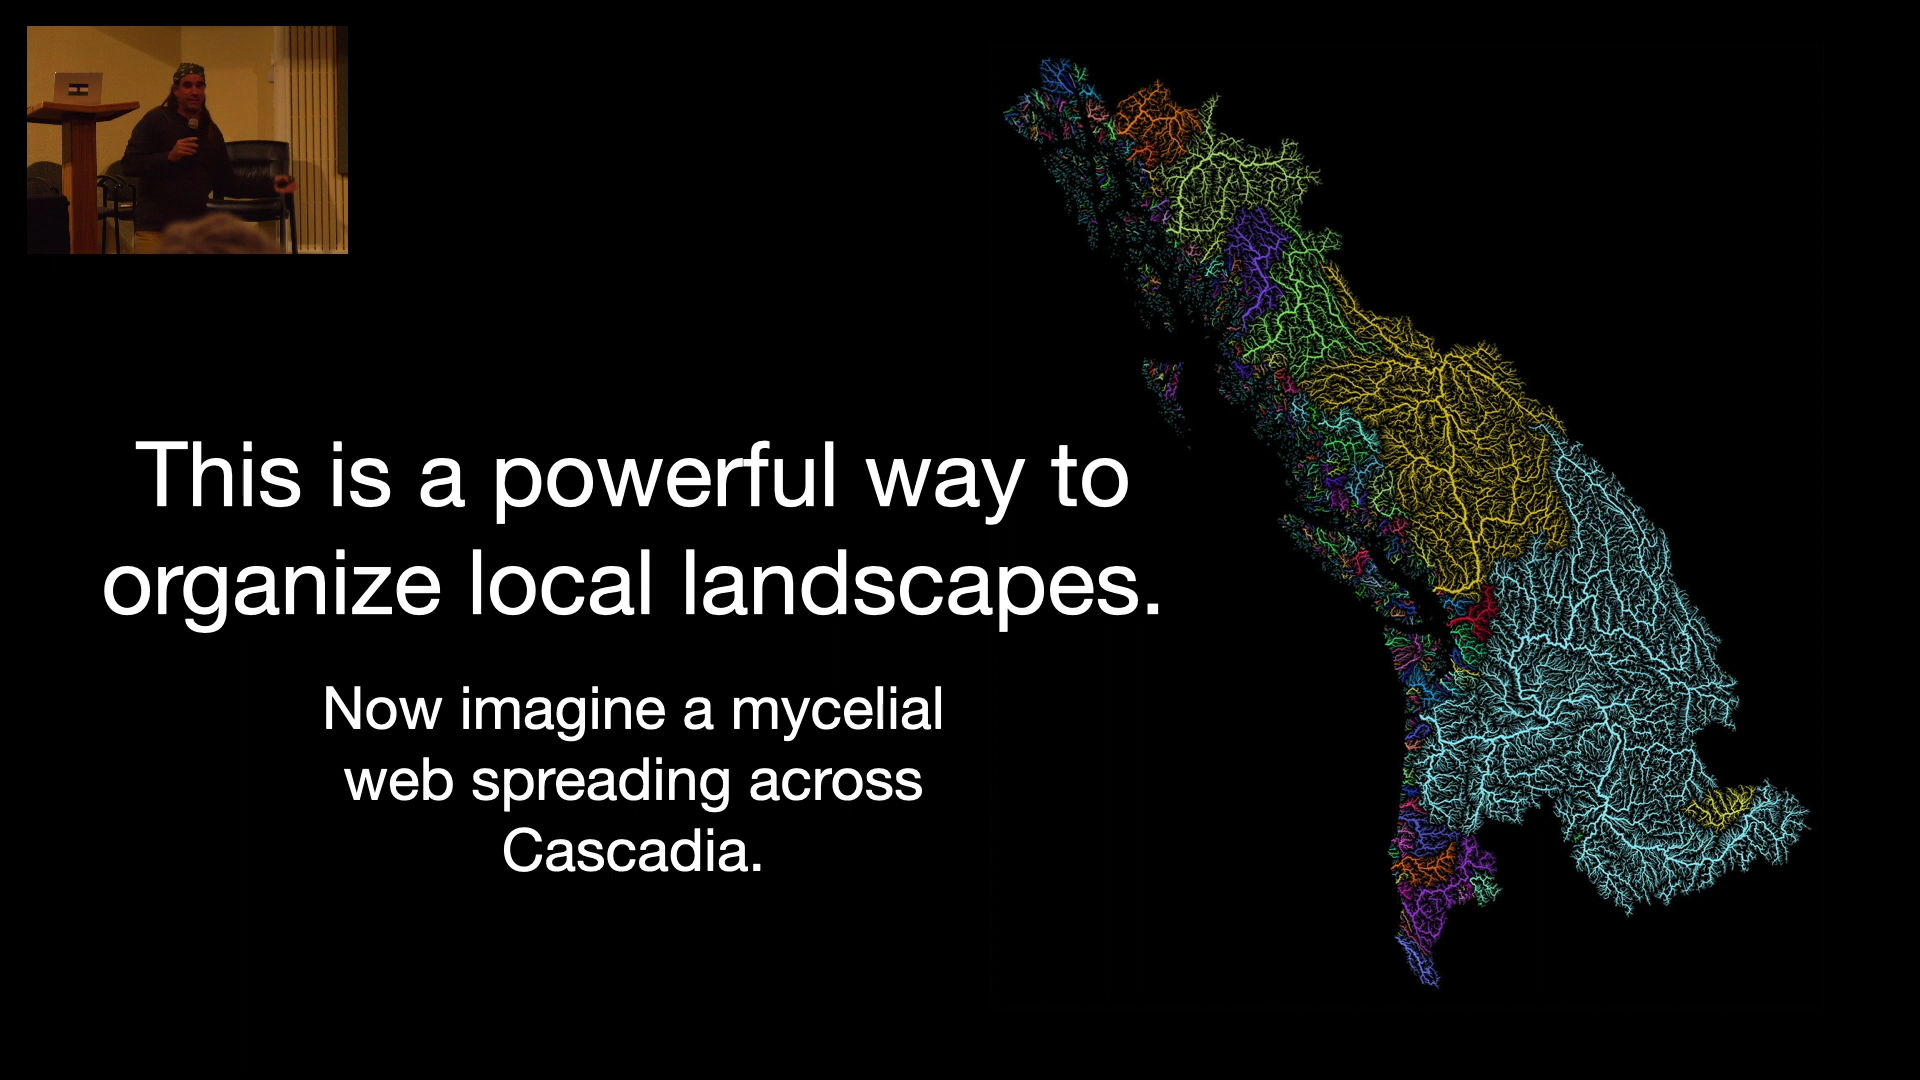 This is a powerful way to
organize local landscapes.
Now imagine a mycelial
web spreading across
Cascadia.